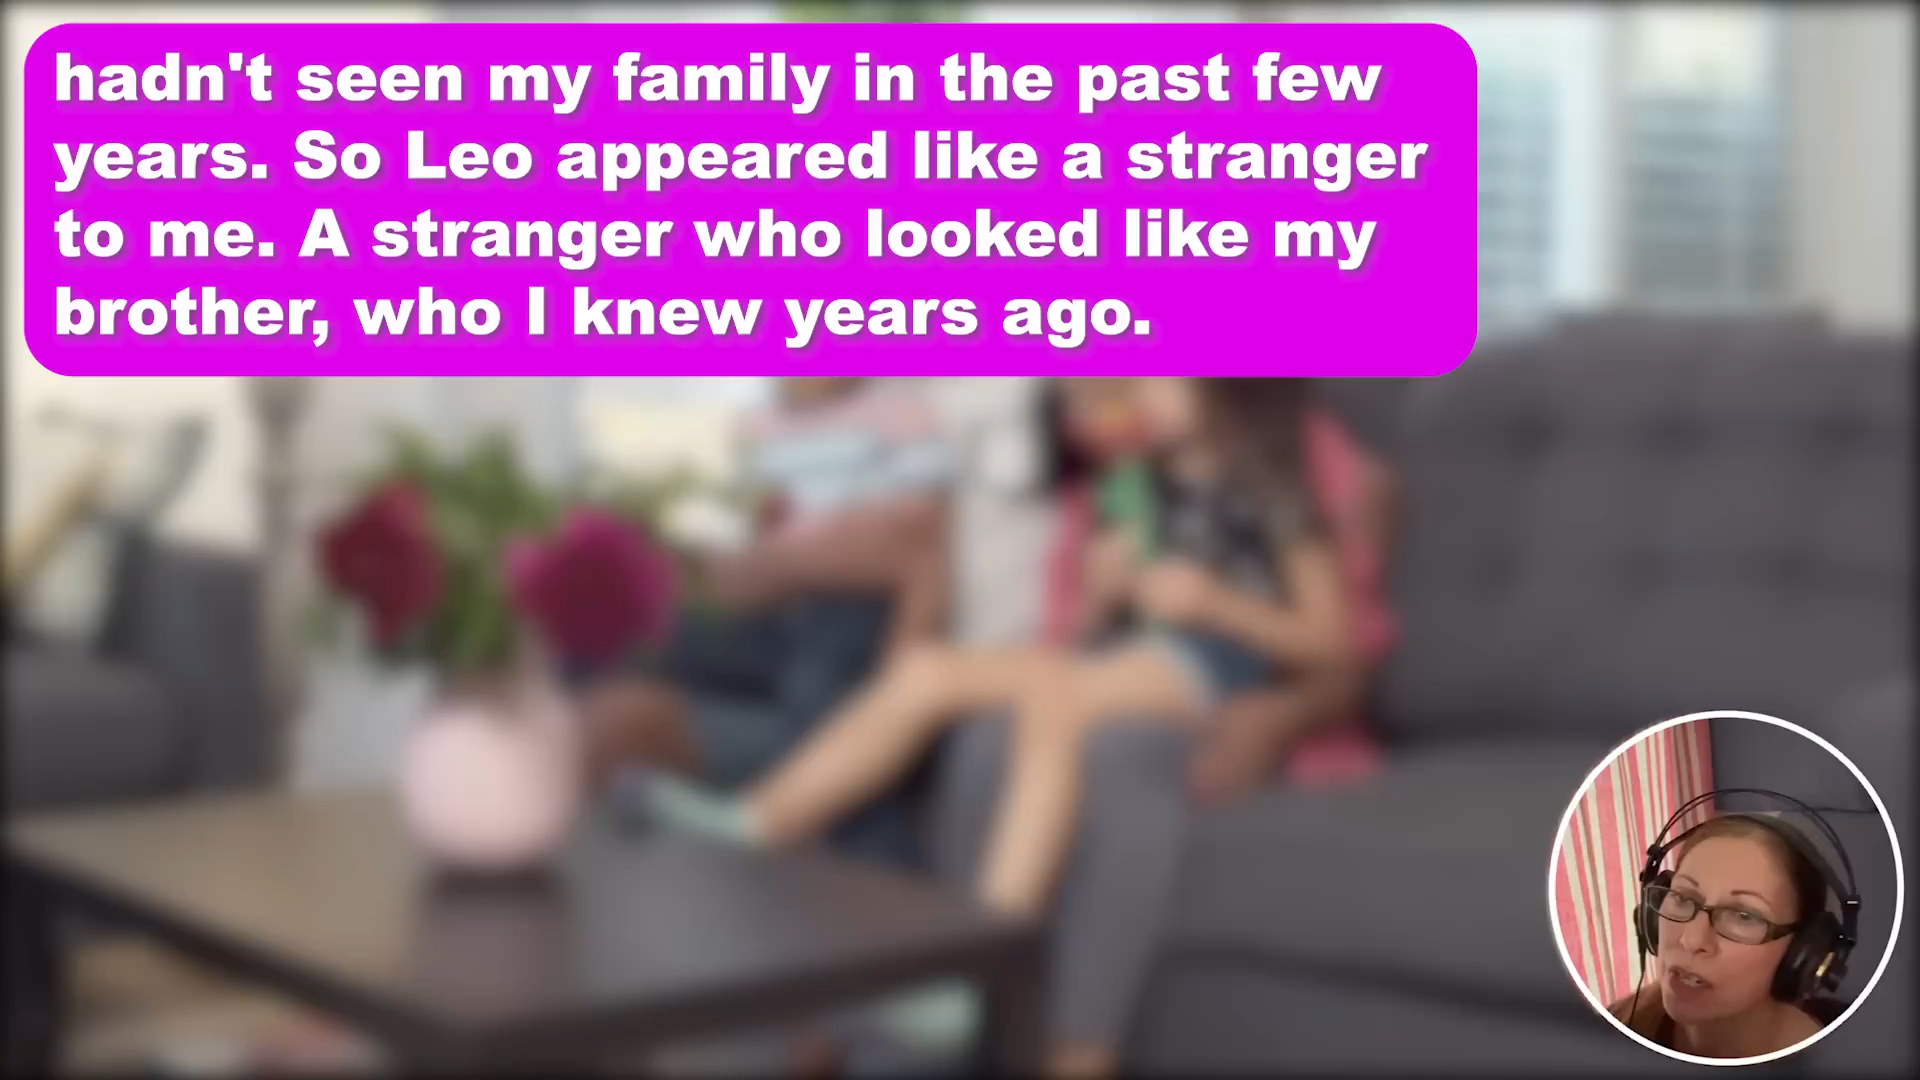 hadn't seen my family in the past few
years. So Leo appeared like a stranger
to me. A stranger who looked like my
brother, who I knew years ago.